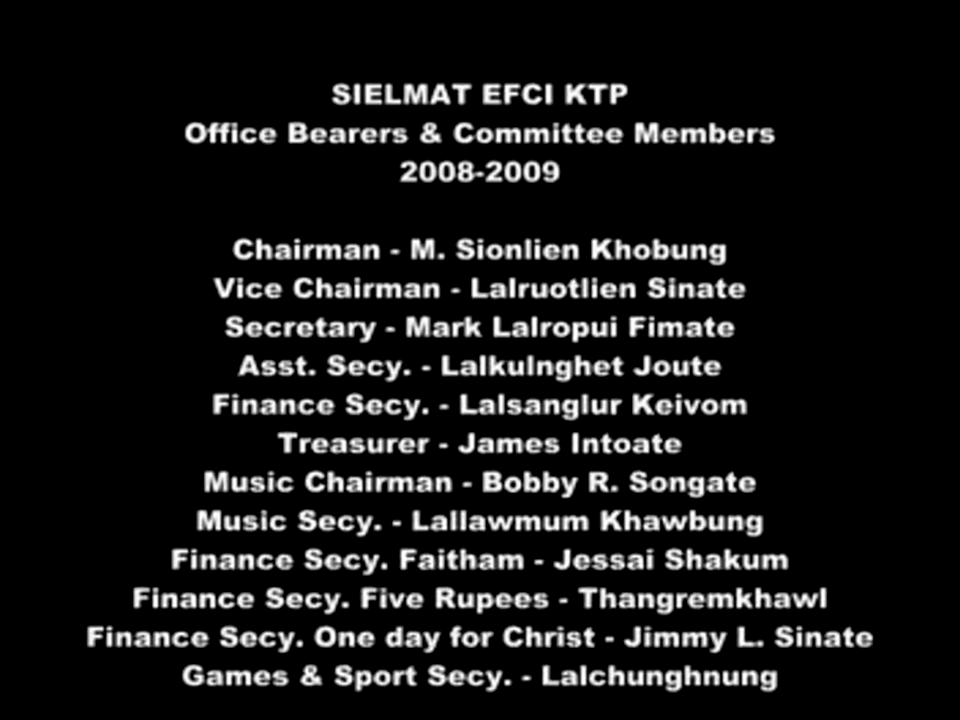 SIELMAT EFCI KTP
Office Bearers & Committee Members
2008-2009
Chairman - M. Sionlien Khobung
Vice Chairman - Lalruotlien Sinate
Secretary - Mark Lalropui Fimate
Asst. Secy. - Lalkulnghet Joute
Finance Secy. - Lalsanglur Keivom
Treasurer - James Intoate
Music Chairman - Bobby R. Songate
Music Secy. - Lallawmum Khawbung
Finance Secy. Faitham - Jessai Shakum
Finance Secy. Five Rupees - Thangremkhawl
Finance Secy. One day for Christ - Jimmy L. Sinate
Games & Sport Secy. - Lalchunghnung